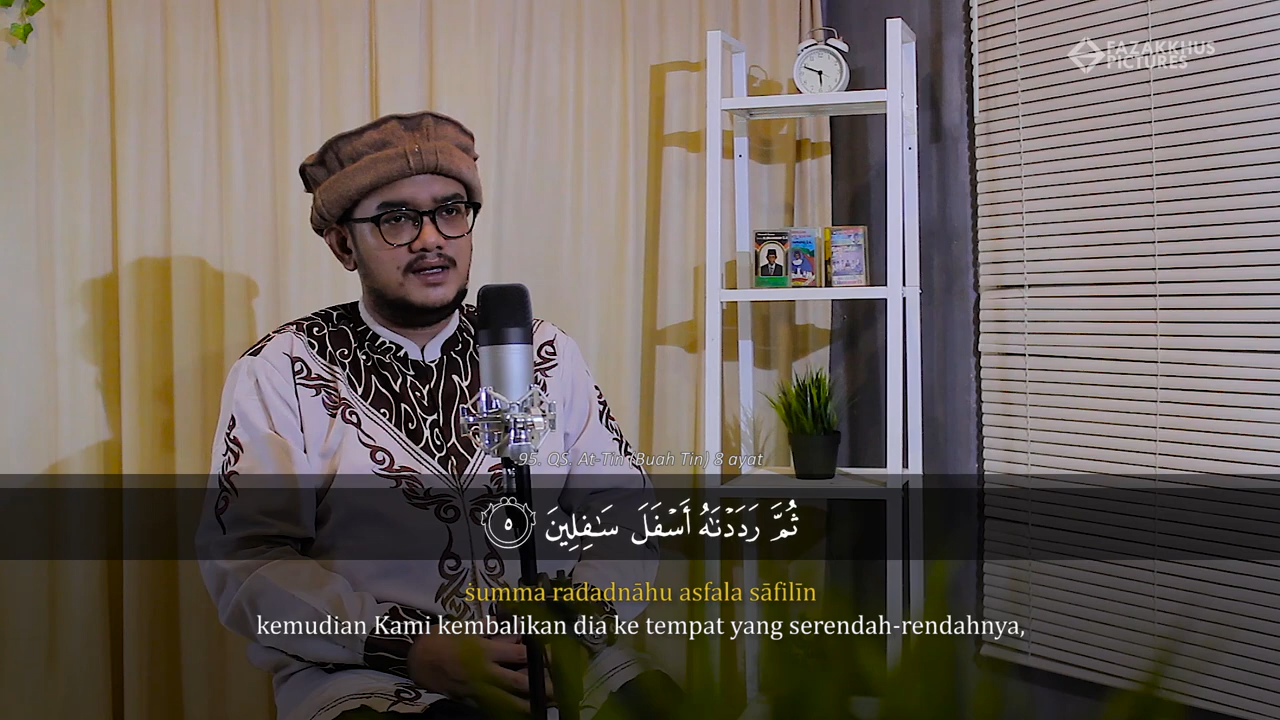 FAZAKKHUS
PICTURES
95. QS. At-Tin (Buah Tin) 8 ayat
ثُمَّ رَدَدْنَٰهُ أَسْفَلَ سَٰفِلِينَ ٥
ṡumma radadnāhu asfala sāfilīn
kemudian Kami kembalikan dia ke tempat yang serendah-rendahnya,